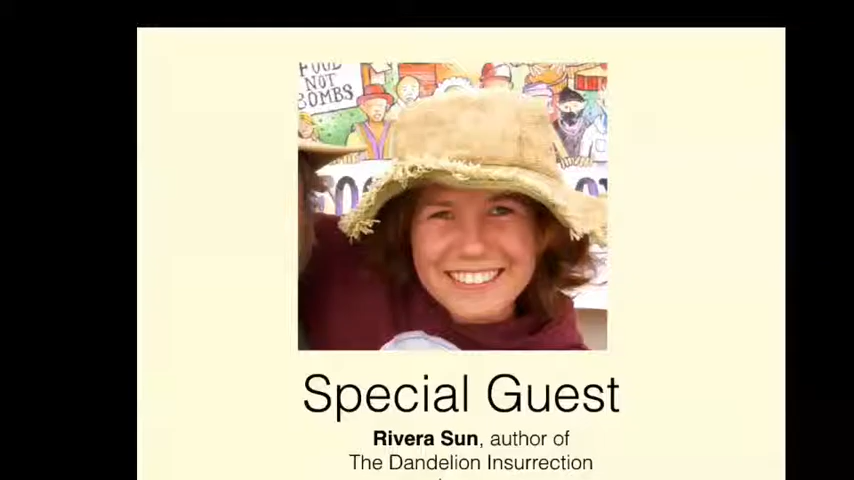 FOOD
NOT
BOMBS
Special Guest
Rivera Sun, author of
The Dandelion Insurrection